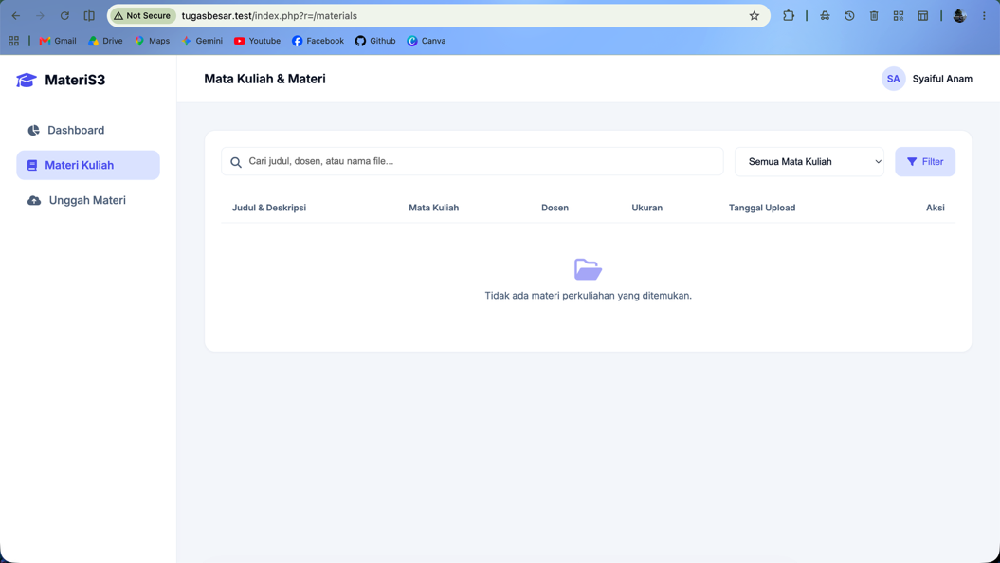 Not Secure tugasbesar.test/index.php?r=/materials
Gmail Drive Maps Gemini Youtube Facebook Github Canva
MateriS3
Mata Kuliah & Materi
SA Syaiful Anam
Dashboard
Materi Kuliah
Unggah Materi
Cari judul, dosen, atau nama file...
Semua Mata Kuliah
Filter
Judul & Deskripsi Mata Kuliah Dosen Ukuran Tanggal Upload Aksi
Tidak ada materi perkuliahan yang ditemukan.